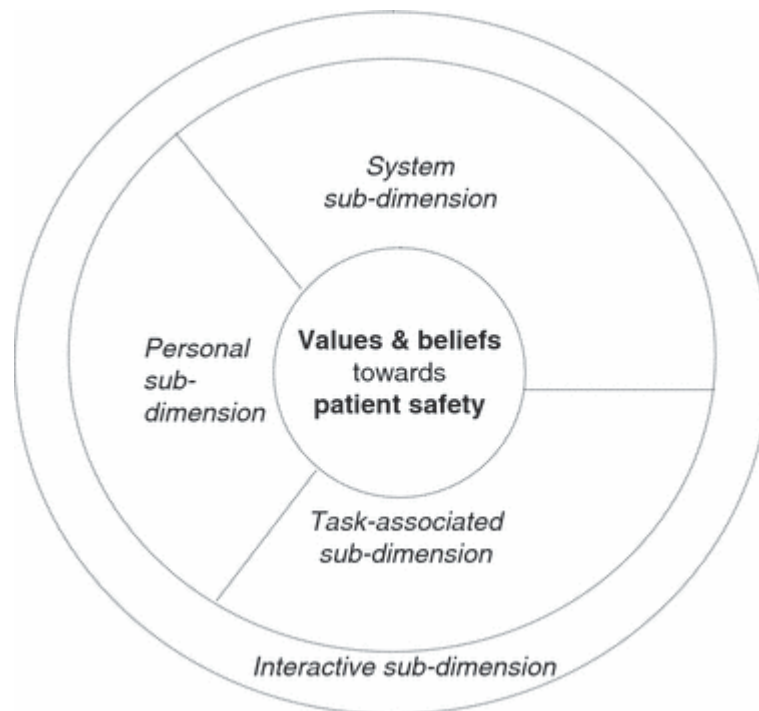 System
sub-dimension
Values & beliefs
towards
patient safety
Personal
sub-
dimension
Task-associated
sub-dimension
Interactive sub-dimension